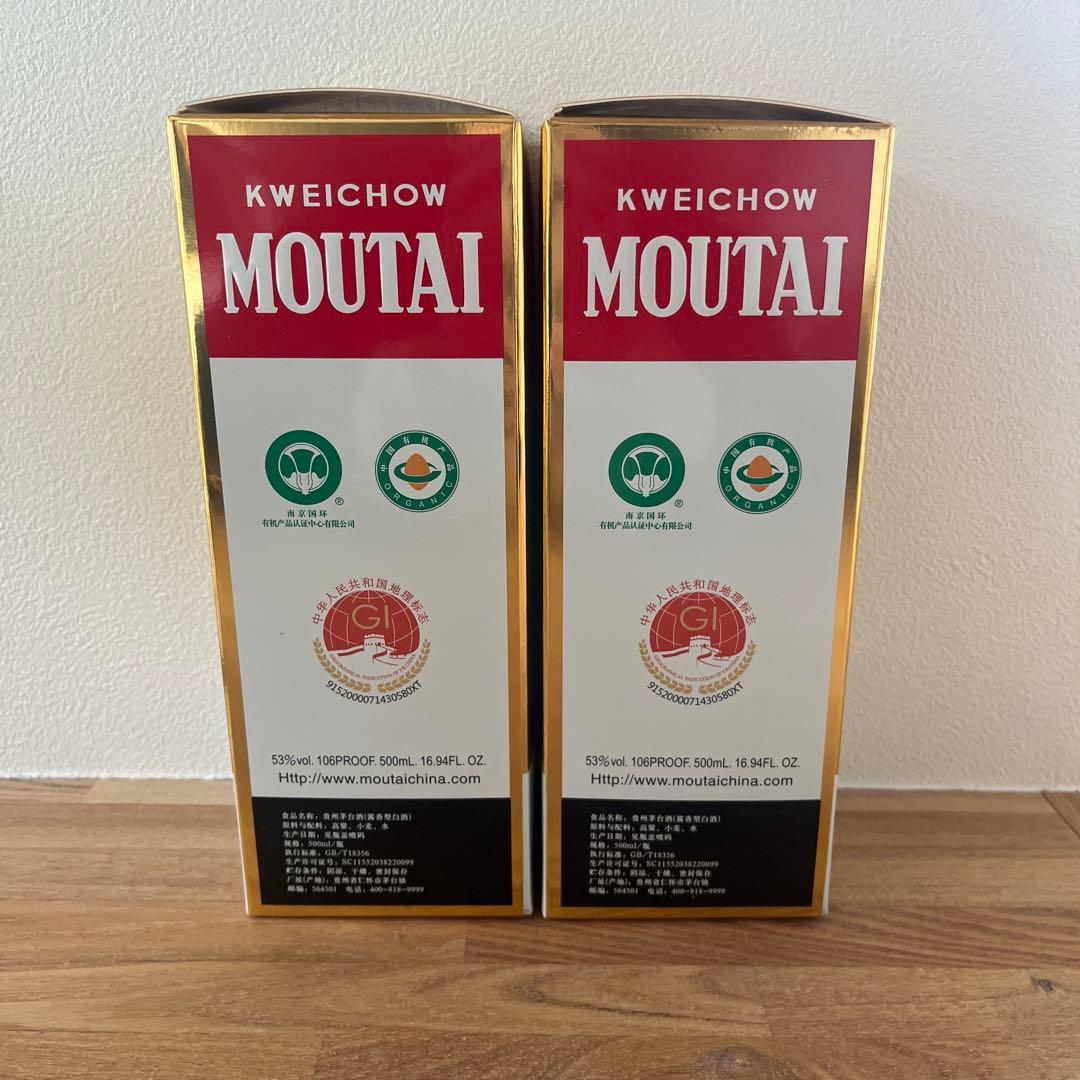 KWEICHOW
MOUTAI
南京国环
有机产品认证中心有限公司
®
中国有机产品
ORGANIC
中华人民共和国地理标志
GI
GEOGRAPHICAL INDICATION OF P.R.CHINA
9152000071430580XT
53%vol. 106PROOF. 500mL. 16.94FL. OZ.
Http://www.moutaichina.com
食品名称：贵州茅台酒(酱香型白酒)
原料与配料：高粱、小麦、水
生产日期：见瓶盖喷码
规格：500ml/瓶
执行标准：GB/T18356
生产许可证号：SC11552038220099
贮存条件：阴凉、干燥、密封保存
厂址(产地)：贵州省仁怀市茅台镇
邮编：564501 电话：400-818-9999
KWEICHOW
MOUTAI
南京国环
有机产品认证中心有限公司
®
中国有机产品
ORGANIC
中华人民共和国地理标志
GI
GEOGRAPHICAL INDICATION OF P.R.CHINA
9152000071430580XT
53%vol. 106PROOF. 500mL. 16.94FL. OZ.
Http://www.moutaichina.com
食品名称：贵州茅台酒(酱香型白酒)
原料与配料：高粱、小麦、水
生产日期：见瓶盖喷码
规格：500ml/瓶
执行标准：GB/T18356
生产许可证号：SC11552038220099
贮存条件：阴凉、干燥、密封保存
厂址(产地)：贵州省仁怀市茅台镇
邮编：564501 电话：400-818-9999